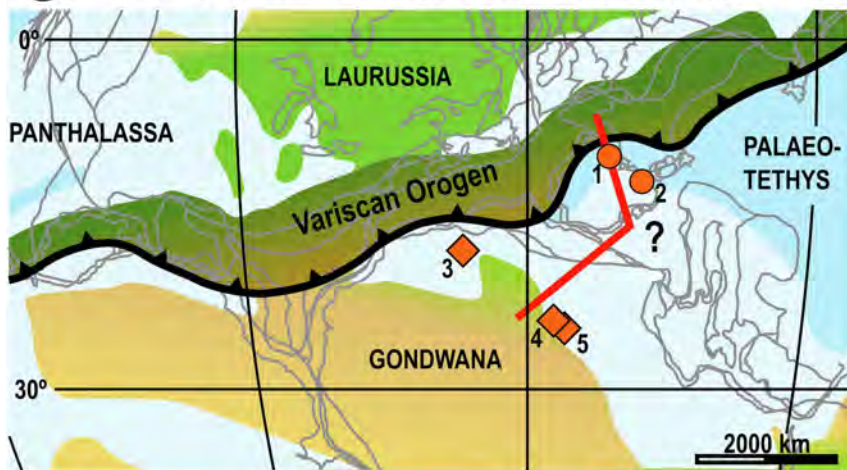 0º
LAURUSSIA
PANTHALASSA
PALAEO-
TETHYS
1
2
Variscan Orogen
?
3
4
5
GONDWANA
30º
2000 km